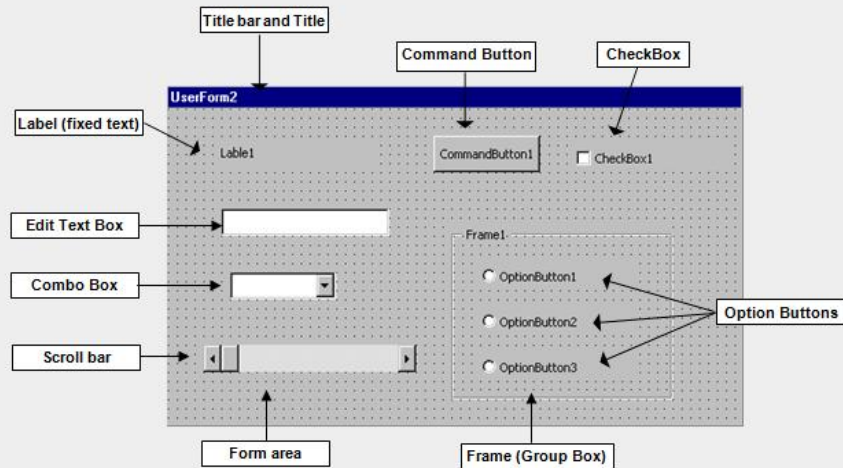 Title bar and Title
Command Button
CheckBox
UserForm2
Label (fixed text)
Lable1
CommandButton1
CheckBox1
Edit Text Box
Frame1
Combo Box
OptionButton1
Option Buttons
OptionButton2
Scroll bar
OptionButton3
Form area
Frame (Group Box)